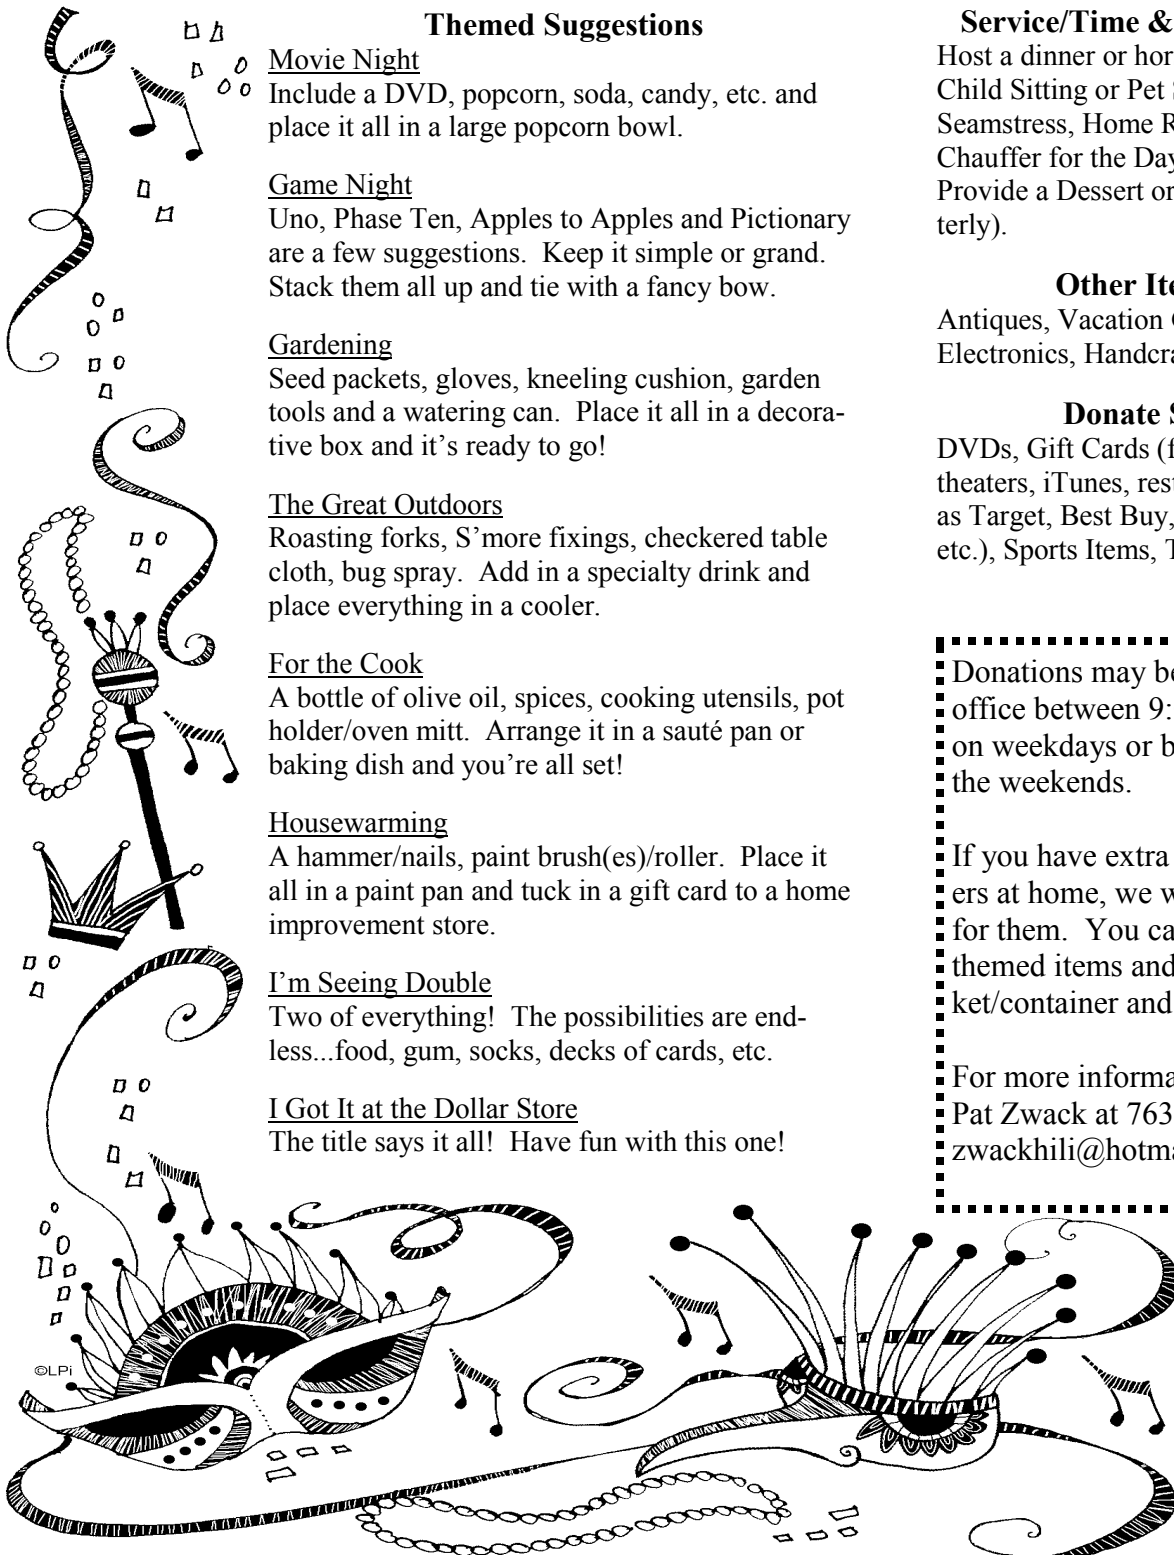 Themed Suggestions
Movie Night
Include a DVD, popcorn, soda, candy, etc. and
place it all in a large popcorn bowl.
Game Night
Uno, Phase Ten, Apples to Apples and Pictionary
are a few suggestions.  Keep it simple or grand.
Stack them all up and tie with a fancy bow.
Gardening
Seed packets, gloves, kneeling cushion, garden
tools and a watering can.  Place it all in a decora-
tive box and it's ready to go!
The Great Outdoors
Roasting forks, S'more fixings, checkered table
cloth, bug spray.  Add in a specialty drink and
place everything in a cooler.
For the Cook
A bottle of olive oil, spices, cooking utensils, pot
holder/oven mitt.  Arrange it in a sauté pan or
baking dish and you're all set!
Housewarming
A hammer/nails, paint brush(es)/roller.  Place it
all in a paint pan and tuck in a gift card to a home
improvement store.
I'm Seeing Double
Two of everything!  The possibilities are end-
less...food, gum, socks, decks of cards, etc.
I Got It at the Dollar Store
The title says it all!  Have fun with this one!
Service/Time &
Host a dinner or hor
Child Sitting or Pet
Seamstress, Home R
Chauffer for the Day
Provide a Dessert or
terly).
Other Ite
Antiques, Vacation
Electronics, Handcra
Donate
DVDs, Gift Cards (f
theaters, iTunes, rest
as Target, Best Buy,
etc.), Sports Items, T
Donations may be
office between 9:
on weekdays or b
the weekends.
If you have extra
ers at home, we w
for them.  You ca
themed items and
ket/container and
For more informa
Pat Zwack at 763
zwackhili@hotma
©LPi